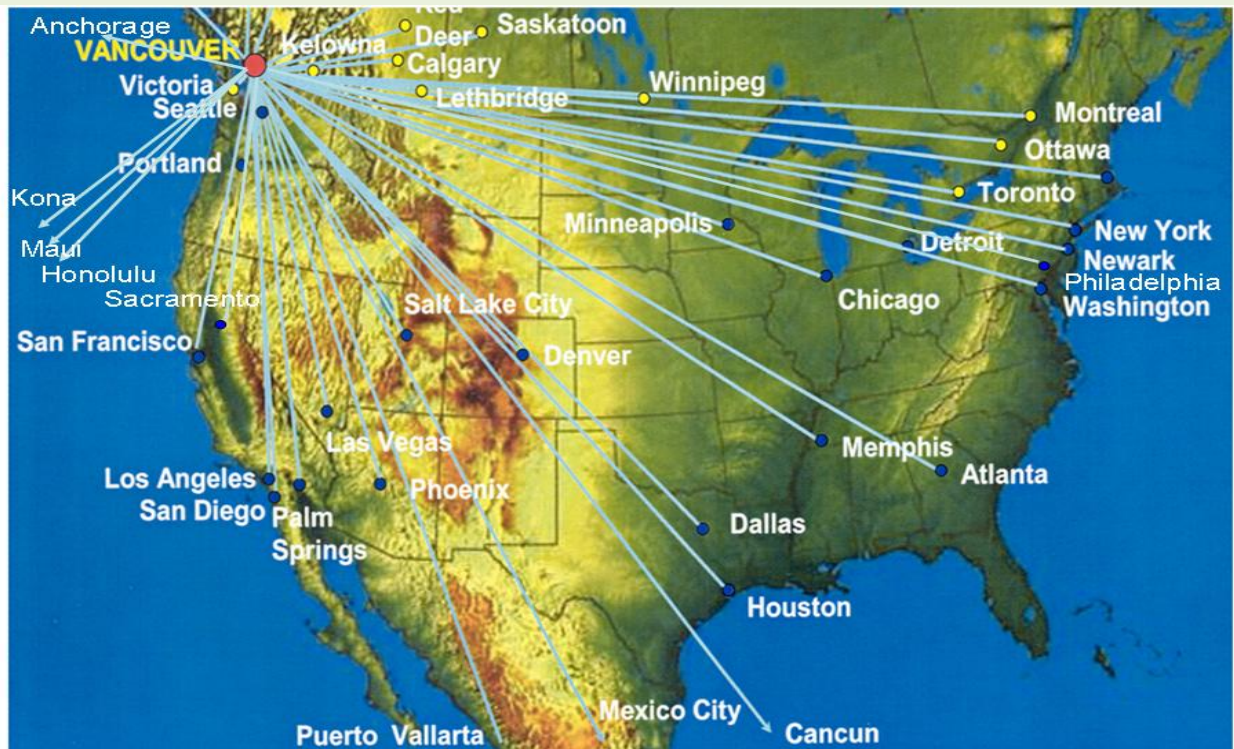 Anchorage
Red
Deer
Saskatoon
VANCOUVER
Kelowna
Calgary
Victoria
Lethbridge
Winnipeg
Seattle
Montreal
Ottawa
Portland
Toronto
Kona
Minneapolis
New York
Maui
Detroit
Newark
Honolulu
Philadelphia
Sacramento
Salt Lake City
Chicago
Washington
San Francisco
Denver
Las Vegas
Memphis
Los Angeles
Phoenix
Atlanta
San Diego
Palm
Springs
Dallas
Houston
Mexico City
Puerto Vallarta
Cancun